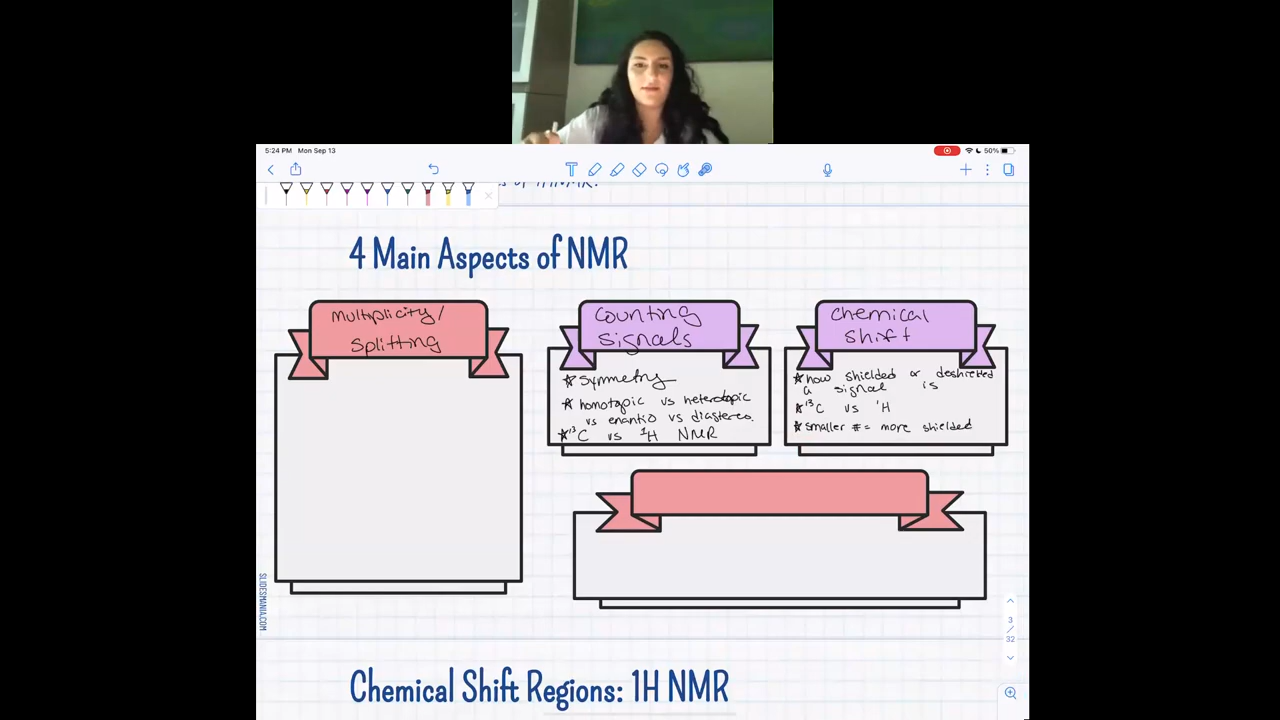 5:24 PM Mon Sep 13
50%
of 1HNMR:
4 Main Aspects of NMR
Multiplicity/
Splitting
Counting
signals
☆ Symmetry
☆ homotopic vs heterotopic
vs enantio vs diastereo.
☆ ¹³C vs ¹H NMR
Chemical
shift
☆ how shielded or deshielded
a signal is
☆ ¹³C vs ¹H
☆ smaller # = more shielded
SLIDESMANIA.COM
3
/
32
Chemical Shift Regions: 1H NMR